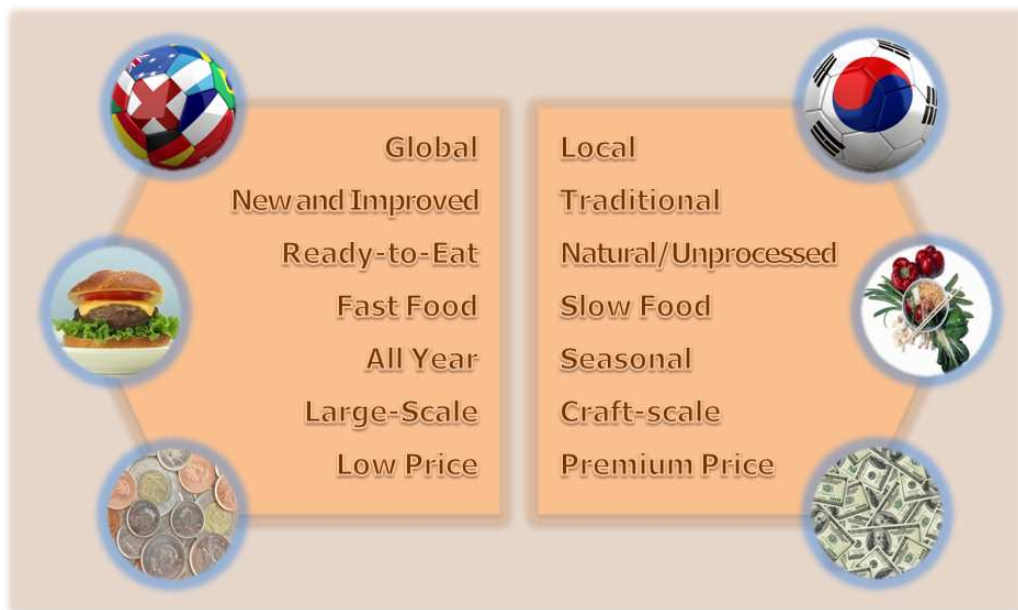 Global
New and Improved
Ready-to-Eat
Fast Food
All Year
Large-Scale
Low Price
Local
Traditional
Natural/Unprocessed
Slow Food
Seasonal
Craft-scale
Premium Price